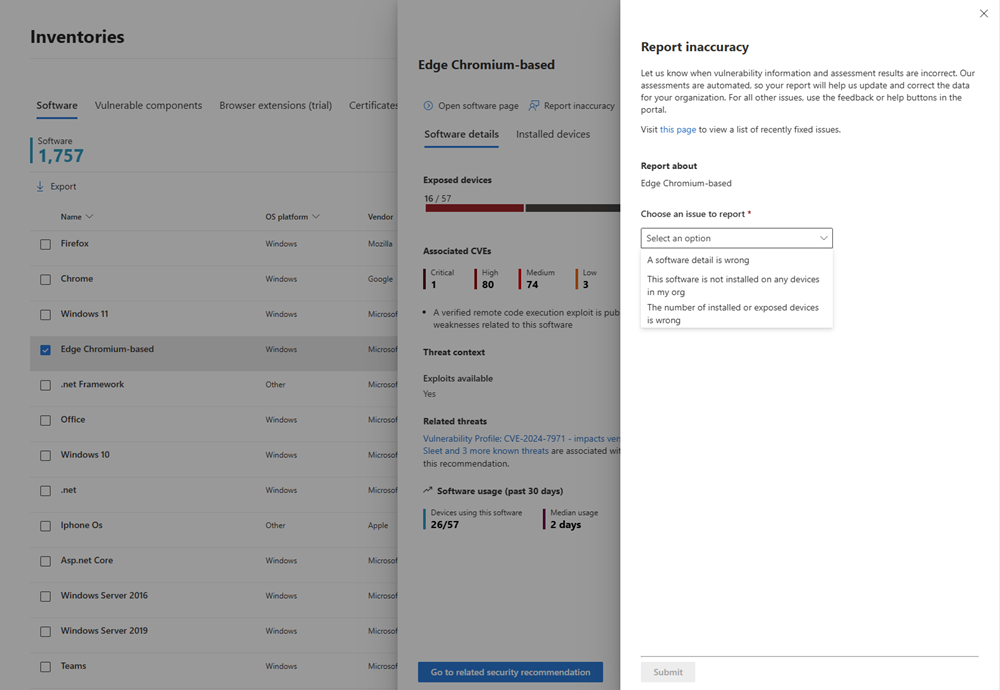 Inventories
Software
Vulnerable components
Browser extensions (trial)
Certificates
Software
1,757
Export
Name
OS platform
Vendor
Firefox
Windows
Mozilla
Chrome
Windows
Google
Windows 11
Windows
Microsof
Edge Chromium-based
Windows
Microsof
.net Framework
Other
Microsof
Office
Windows
Microsof
Windows 10
Windows
Microsof
.net
Windows
Microsof
Iphone Os
Other
Apple
Asp.net Core
Windows
Microsof
Windows Server 2016
Windows
Microsof
Windows Server 2019
Windows
Microsof
Teams
Windows
Microsof
Edge Chromium-based
Open software page
Report inaccuracy
Software details
Installed devices
Exposed devices
16 / 57
Associated CVEs
Critical
1
High
80
Medium
74
Low
3
A verified remote code execution exploit is pub
weaknesses related to this software
Threat context
Exploits available
Yes
Related threats
Vulnerability Profile: CVE-2024-7971 - impacts ver
Sleet and 3 more known threats are associated wit
this recommendation.
Software usage (past 30 days)
Devices using this software
26/57
Median usage
2 days
Go to related security recommendation
Report inaccuracy
Let us know when vulnerability information and assessment results are incorrect. Our
assessments are automated, so your report will help us update and correct the data
for your organization. For all other issues, use the feedback or help buttons in the
portal.
Visit this page to view a list of recently fixed issues.
Report about
Edge Chromium-based
Choose an issue to report *
Select an option
A software detail is wrong
This software is not installed on any devices
in my org
The number of installed or exposed devices
is wrong
Submit